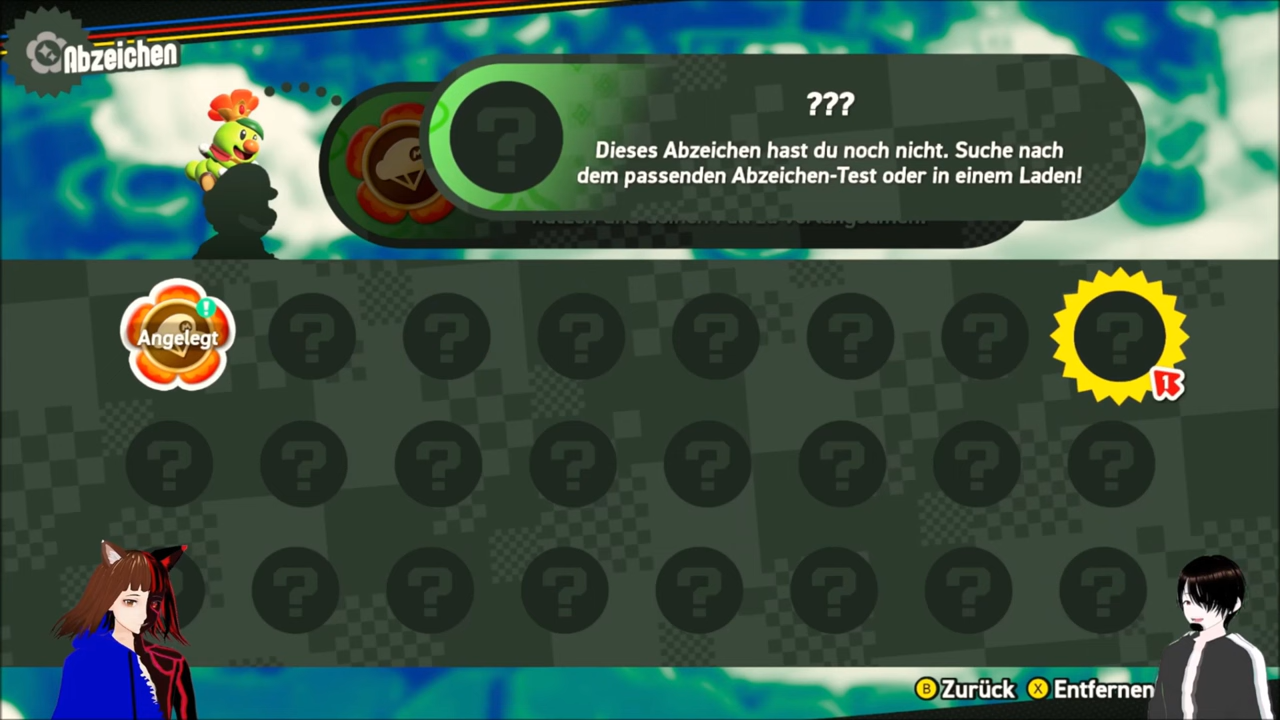 Abzeichen
???
Dieses Abzeichen hast du noch nicht. Suche nach
dem passenden Abzeichen-Test oder in einem Laden!
Angelegt
B Zurück X Entfernen